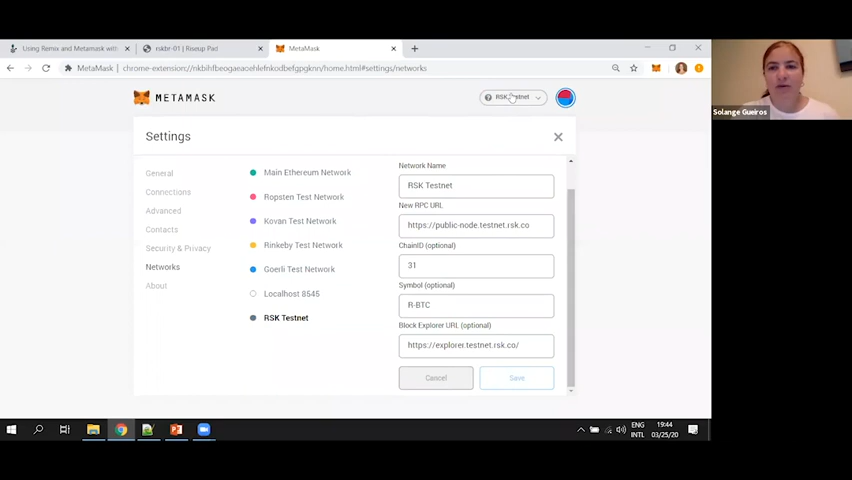 Using Remix and Metamask with
rskbr-01 | Riseup Pad
MetaMask
MetaMask | chrome-extension://nkbihfbeogaeaoehlefnkodbefgpgknn/home.html#settings/networks
METAMASK
RSK Testnet
Solange Gueiros
Settings
General
Connections
Advanced
Contacts
Security & Privacy
Networks
About
Main Ethereum Network
Ropsten Test Network
Kovan Test Network
Rinkeby Test Network
Goerli Test Network
Localhost 8545
RSK Testnet
Network Name
RSK Testnet
New RPC URL
https://public-node.testnet.rsk.co
ChainID (optional)
31
Symbol (optional)
R-BTC
Block Explorer URL (optional)
https://explorer.testnet.rsk.co/
Cancel
Save
ENG
INTL
19:44
03/25/20